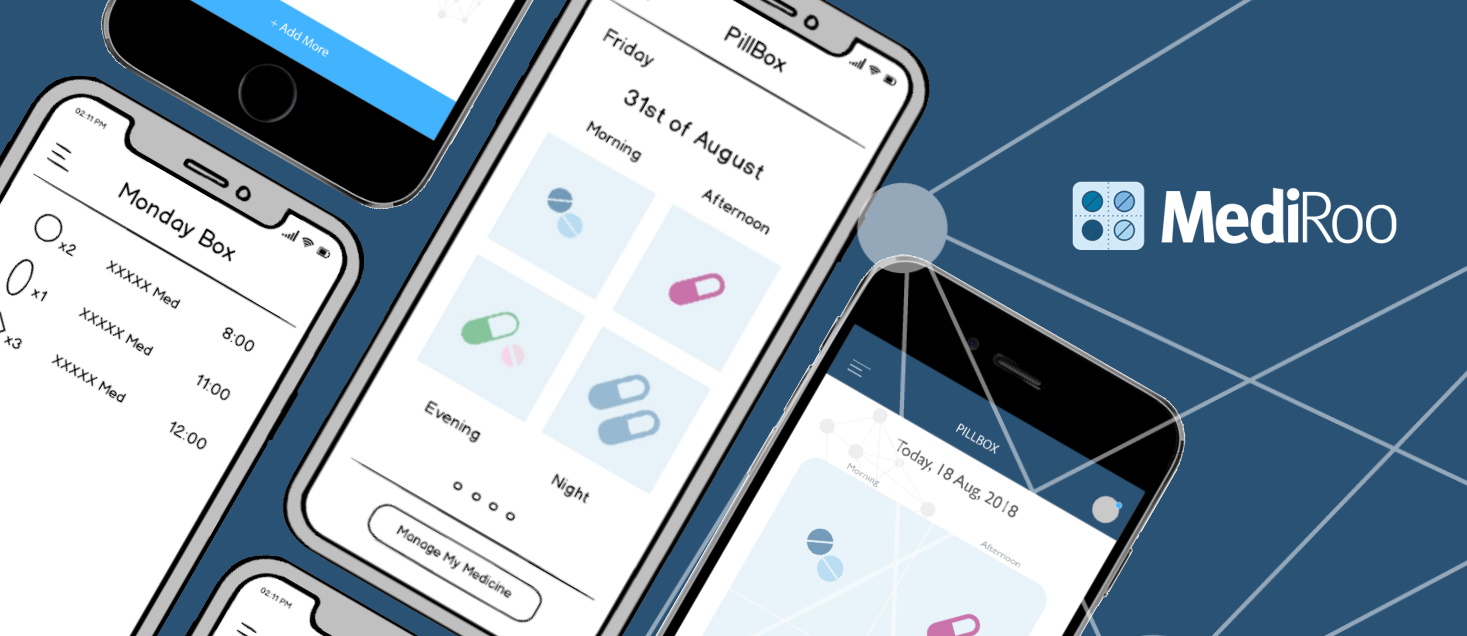 + Add More
02:11 PM
Monday Box
x2
XXXXX Med
8:00
x1
XXXXX Med
11:00
x3
XXXXX Med
12:00
PillBox
Friday
31st of August
Morning
Afternoon
Evening
Night
Manage My Medicine
02:11 PM
PILLBOX
Today, 18 Aug, 2018
Morning
Afternoon
MediRoo